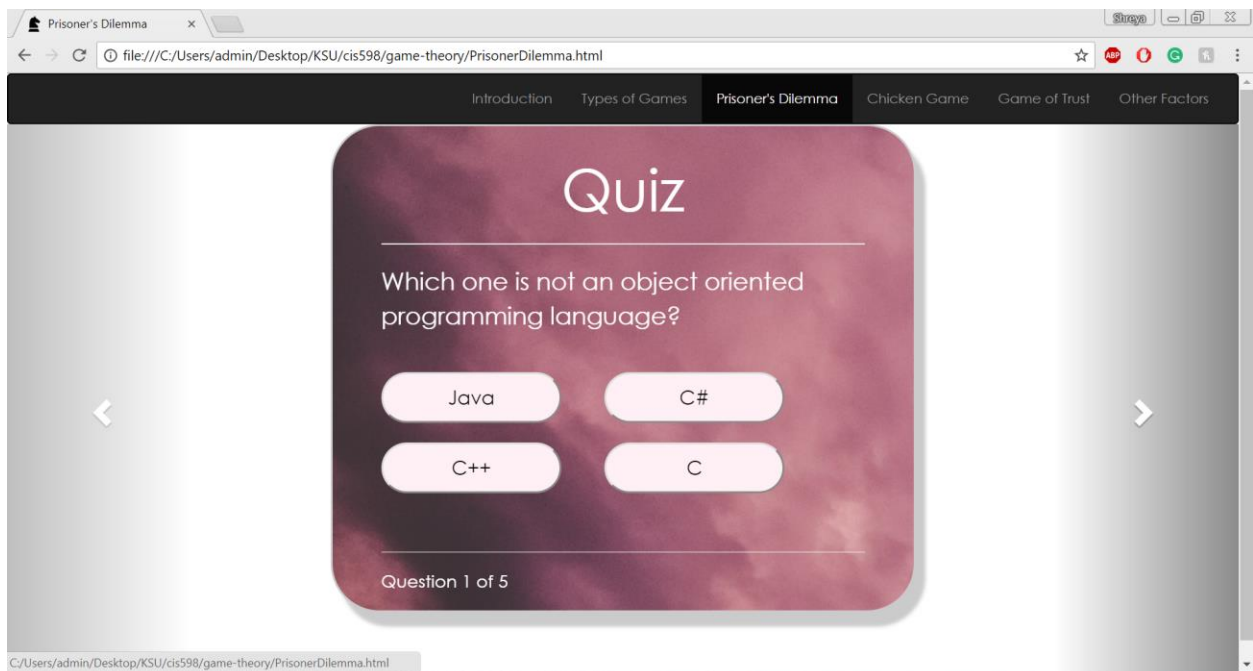 Prisoner's Dilemma
Shreya
file:///C:/Users/admin/Desktop/KSU/cis598/game-theory/PrisonerDilemma.html
ABP
Introduction Types of Games Prisoner's Dilemma Chicken Game Game of Trust Other Factors
Quiz
Which one is not an object oriented
programming language?
Java C#
C++ C
Question 1 of 5
C:/Users/admin/Desktop/KSU/cis598/game-theory/PrisonerDilemma.html